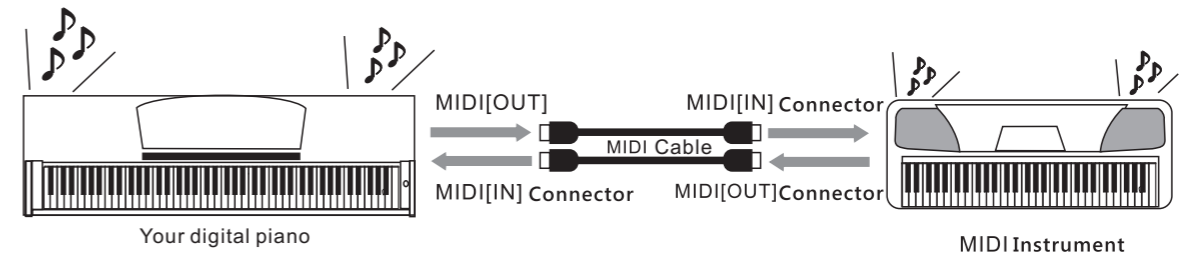 MIDI[OUT]
MIDI[IN] Connector
MIDI Cable
MIDI[IN] Connector
MIDI[OUT]Connector
Your digital piano
MIDI Instrument